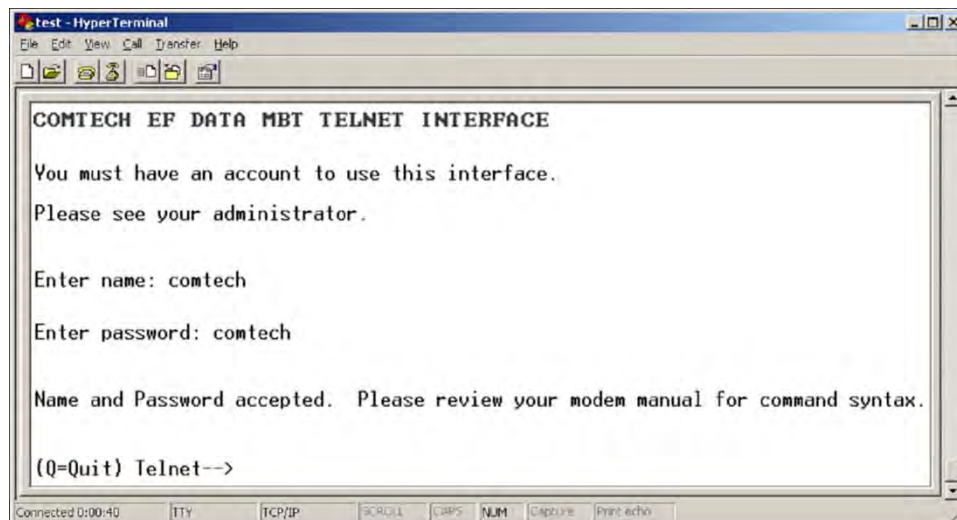 test - HyperTerminal
File Edit View Call Transfer Help
COMTECH EF DATA MBT TELNET INTERFACE
You must have an account to use this interface.
Please see your administrator.
Enter name: comtech
Enter password: comtech
Name and Password accepted.  Please review your modem manual for command syntax.
(Q=Quit) Telnet-->
Connected 0:00:40 TTY TCP/IP SCROLL CAPS NUM Capture Print echo